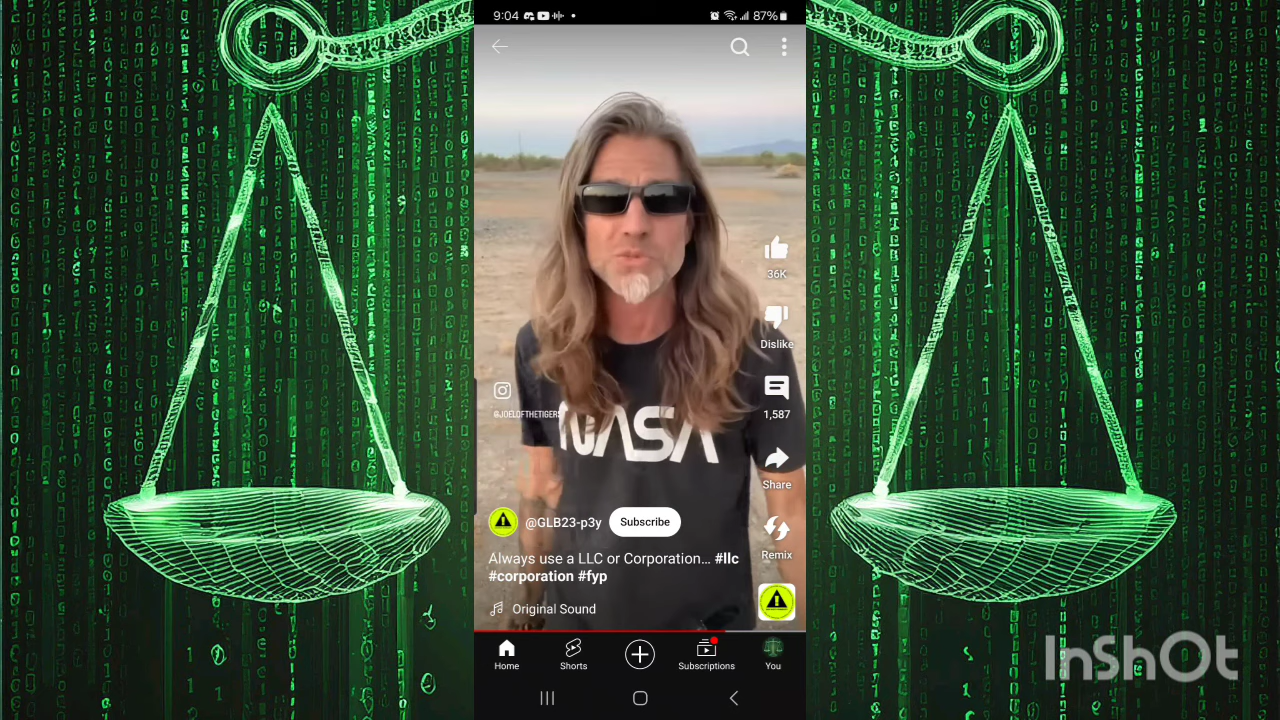 9:04
87%
36K
Dislike
@JOELOFTHETIGERS
1,587
NASA
Share
@GLB23-p3y
Subscribe
Always use a LLC or Corporation... #llc
#corporation #fyp
Remix
Original Sound
Home
Shorts
Subscriptions
You
InShOt